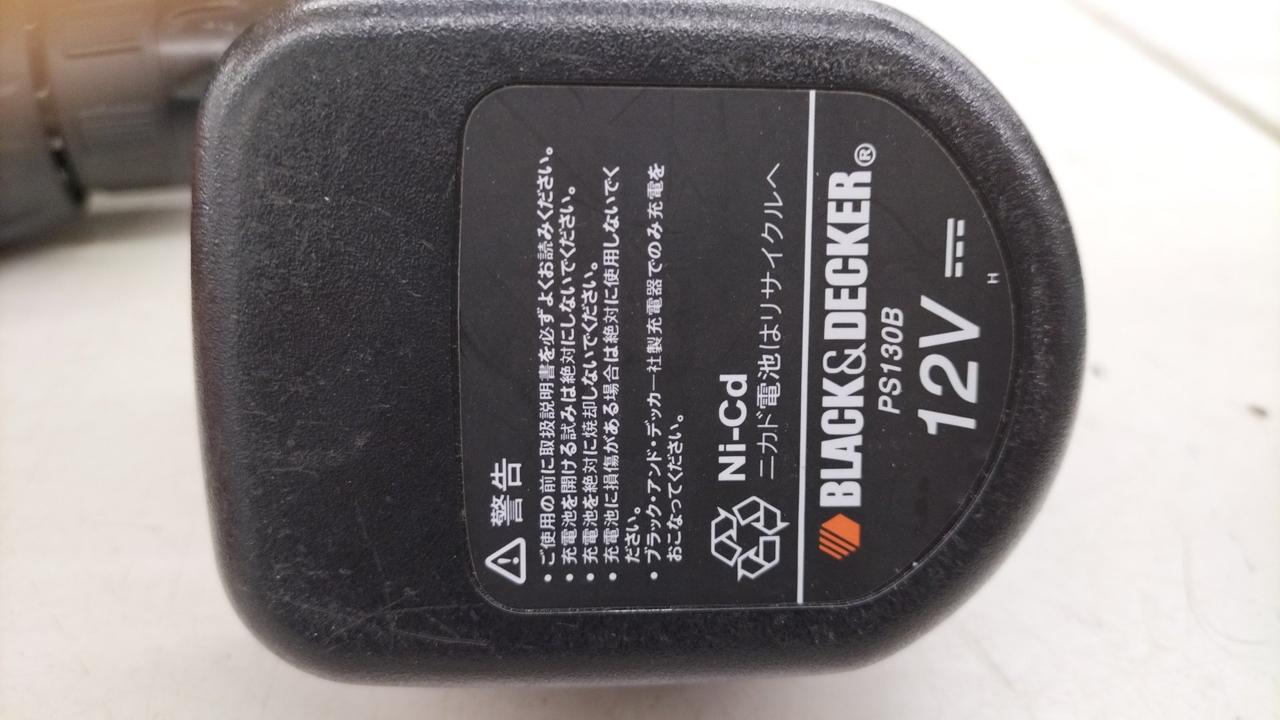 警告
・ご使用の前に取扱説明書を必ずよくお読みください。
・充電池を開ける試みは絶対にしないでください。
・充電池を絶対に焼却しないでください。
・充電池に損傷がある場合は絶対に使用しないでく
ださい。
・ブラック・アンド・デッカー社製充電器でのみ充電を
おこなってください。
Ni-Cd
ニカド電池はリサイクルへ
BLACK&DECKER®
PS130B
12V
H